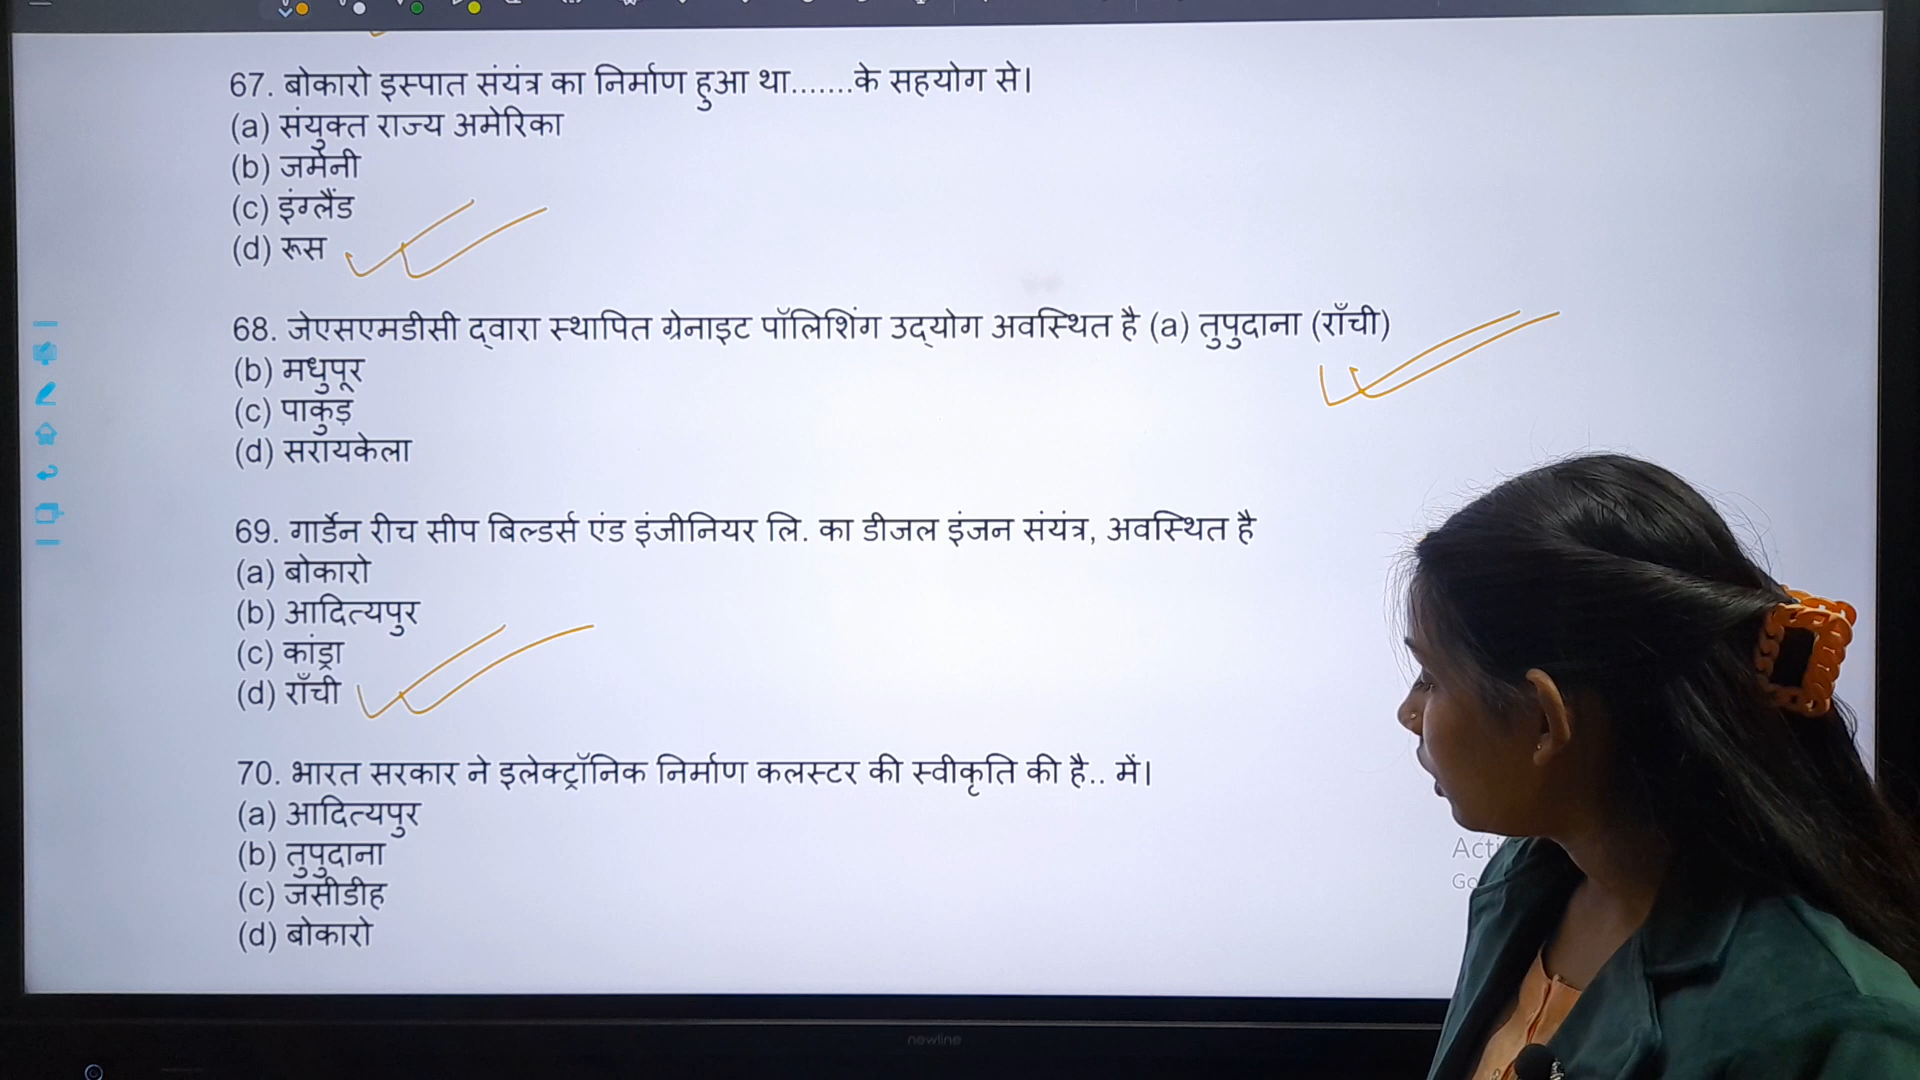 67. बोकारो इस्पात संयंत्र का निर्माण हुआ था.......के सहयोग से।
(a) संयुक्त राज्य अमेरिका
(b) जर्मनी
(c) इंग्लैंड
(d) रूस
68. जेएसएमडीसी द्वारा स्थापित ग्रेनाइट पॉलिशिंग उद्योग अवस्थित है (a) तुपुदाना (राँची)
(b) मधुपूर
(c) पाकुड़
(d) सरायकेला
69. गार्डेन रीच सीप बिल्डर्स एंड इंजीनियर लि. का डीजल इंजन संयंत्र, अवस्थित है
(a) बोकारो
(b) आदित्यपुर
(c) कांड्रा
(d) राँची
70. भारत सरकार ने इलेक्ट्रॉनिक निर्माण कलस्टर की स्वीकृति की है.. में।
(a) आदित्यपुर
(b) तुपुदाना
(c) जसीडीह
(d) बोकारो
newline